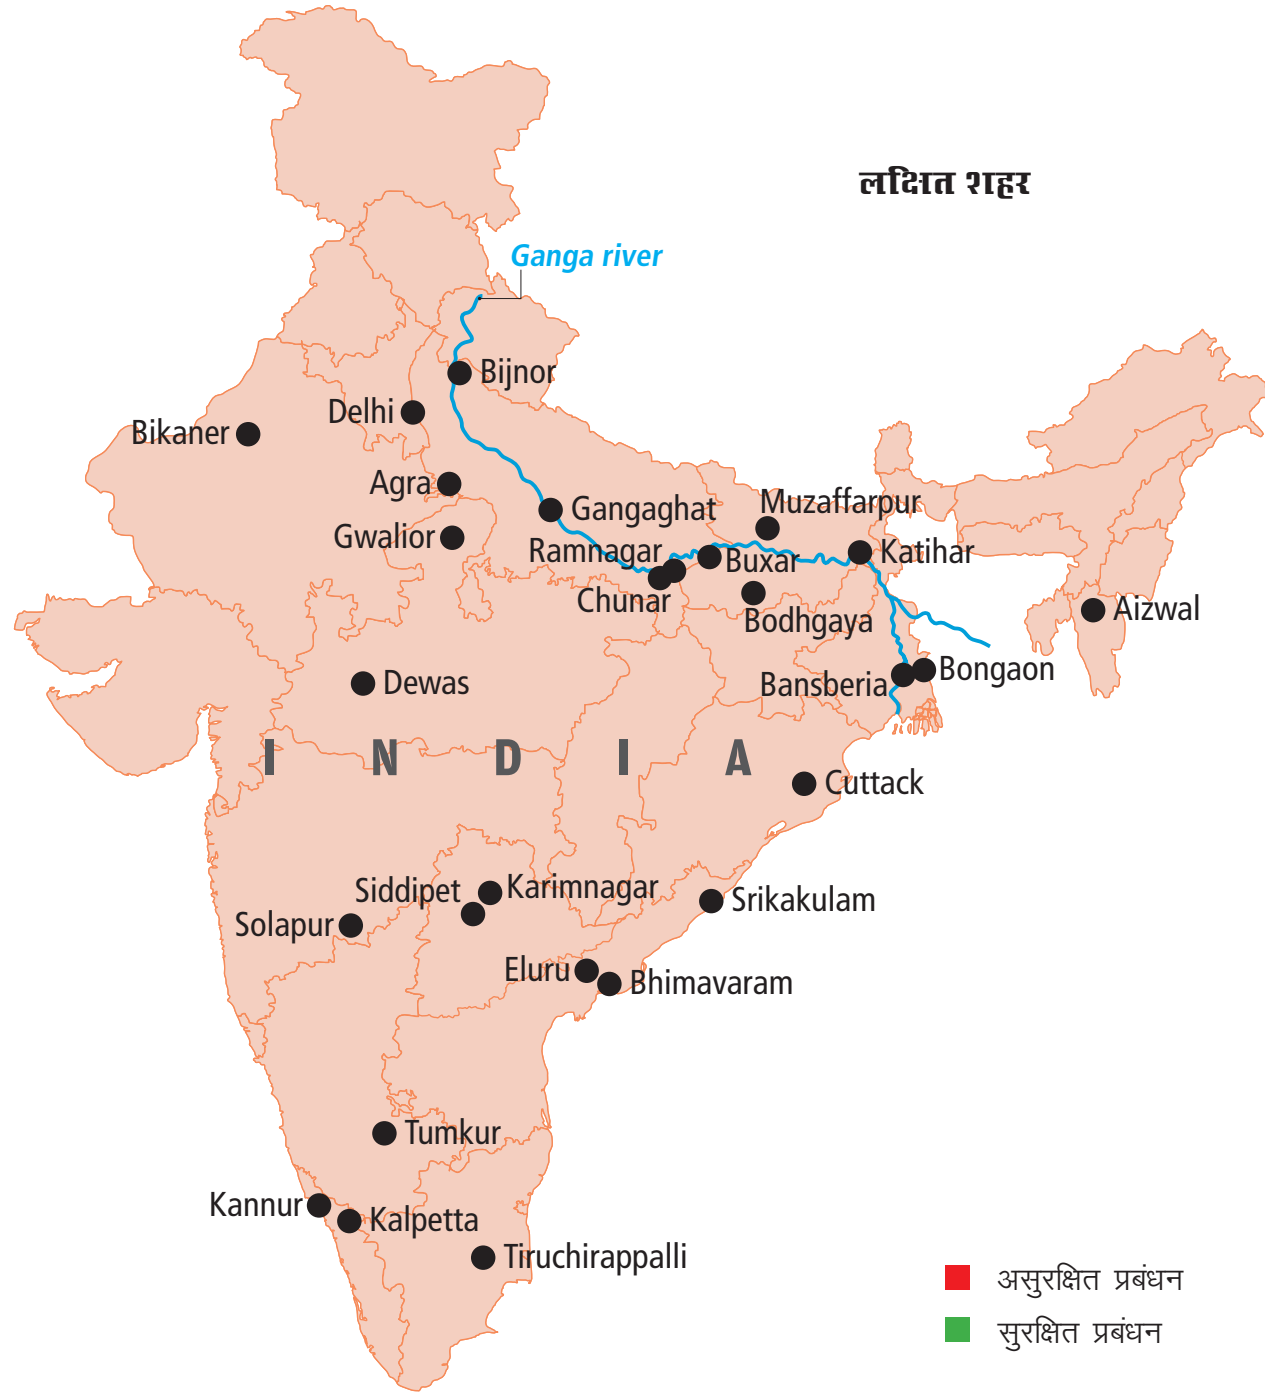 लक्षित शहर
Ganga river
Bijnor
Delhi
Bikaner
Agra
Muzaffarpur
Gangaghat
Gwalior
Ramnagar
Katihar
Buxar
Chunar
Aizwal
Bodhgaya
Bongaon
Dewas
Bansberia
I N D I A
Cuttack
Karimnagar
Siddipet
Srikakulam
Solapur
Eluru
Bhimavaram
Tumkur
Kannur
Kalpetta
Tiruchirappalli
असुरक्षित प्रबंधन
सुरक्षित प्रबंधन